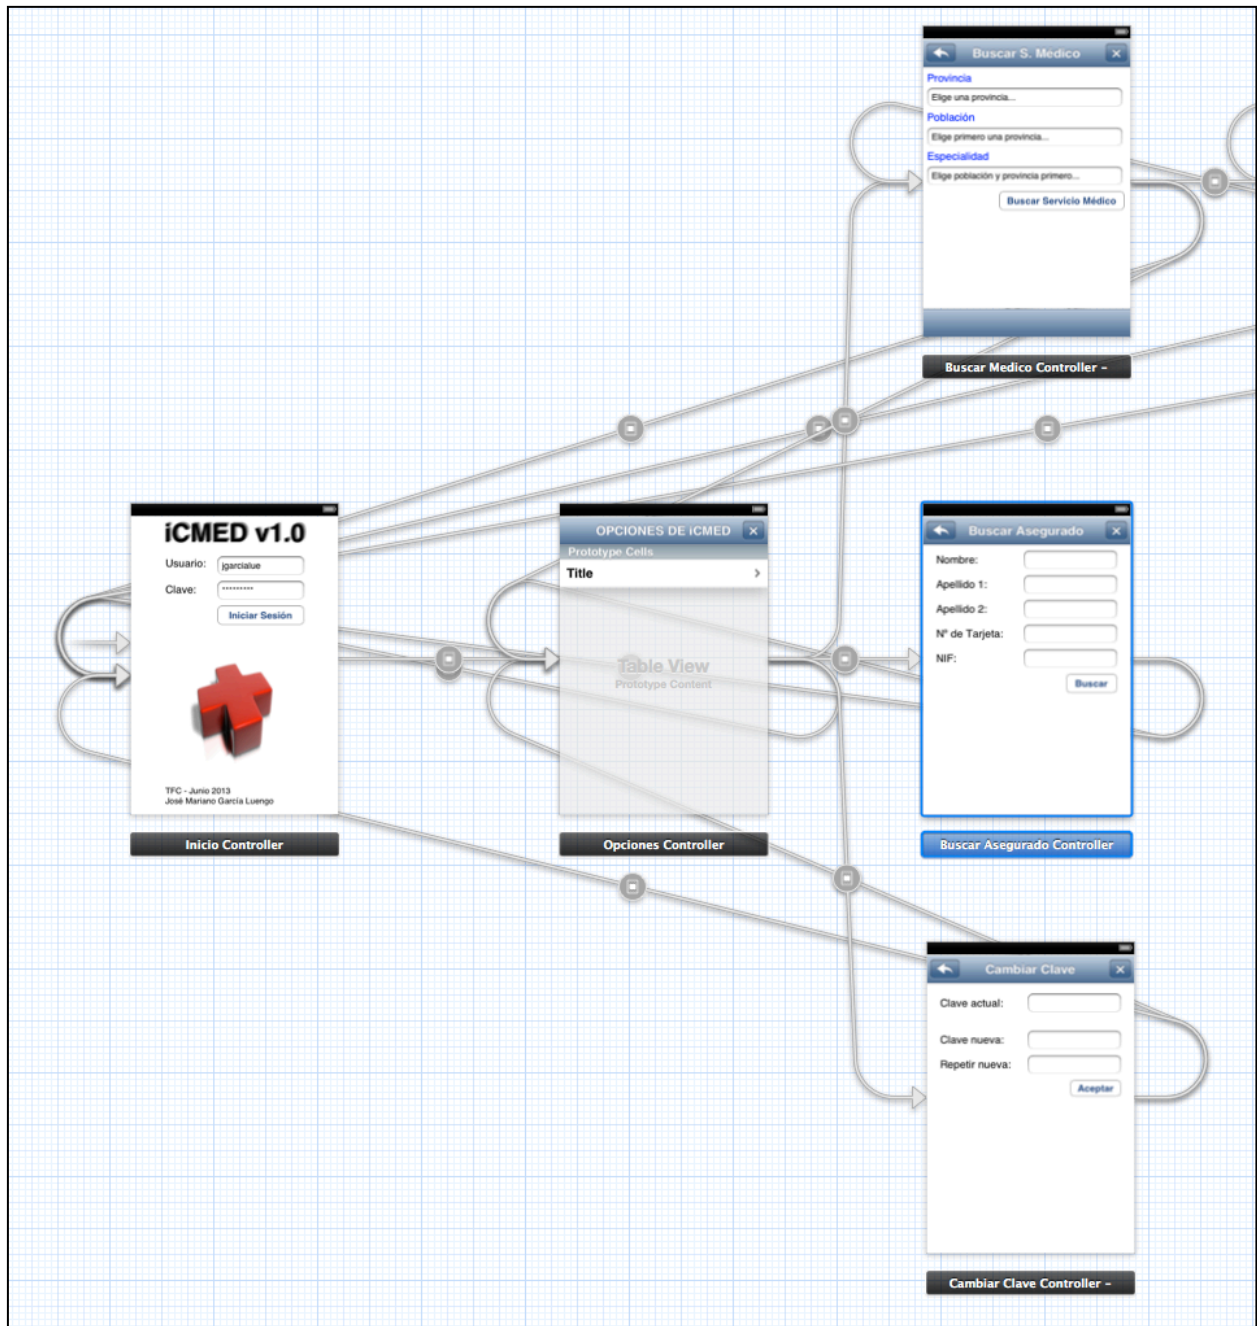 Buscar S. Médico
Provincia
Elige una provincia...
Población
Elige primero una provincia...
Especialidad
Elige población y provincia primero...
Buscar Servicio Médico
Buscar Medico Controller -
iCMED v1.0
Usuario: jgarcialue
Clave: ·········
Iniciar Sesión
TFC - Junio 2013
José Mariano García Luengo
Inicio Controller
OPCIONES DE iCMED
Prototype Cells
Title
Table View
Prototype Content
Opciones Controller
Buscar Asegurado
Nombre:
Apellido 1:
Apellido 2:
Nº de Tarjeta:
NIF:
Buscar
Buscar Asegurado Controller
Cambiar Clave
Clave actual:
Clave nueva:
Repetir nueva:
Aceptar
Cambiar Clave Controller -